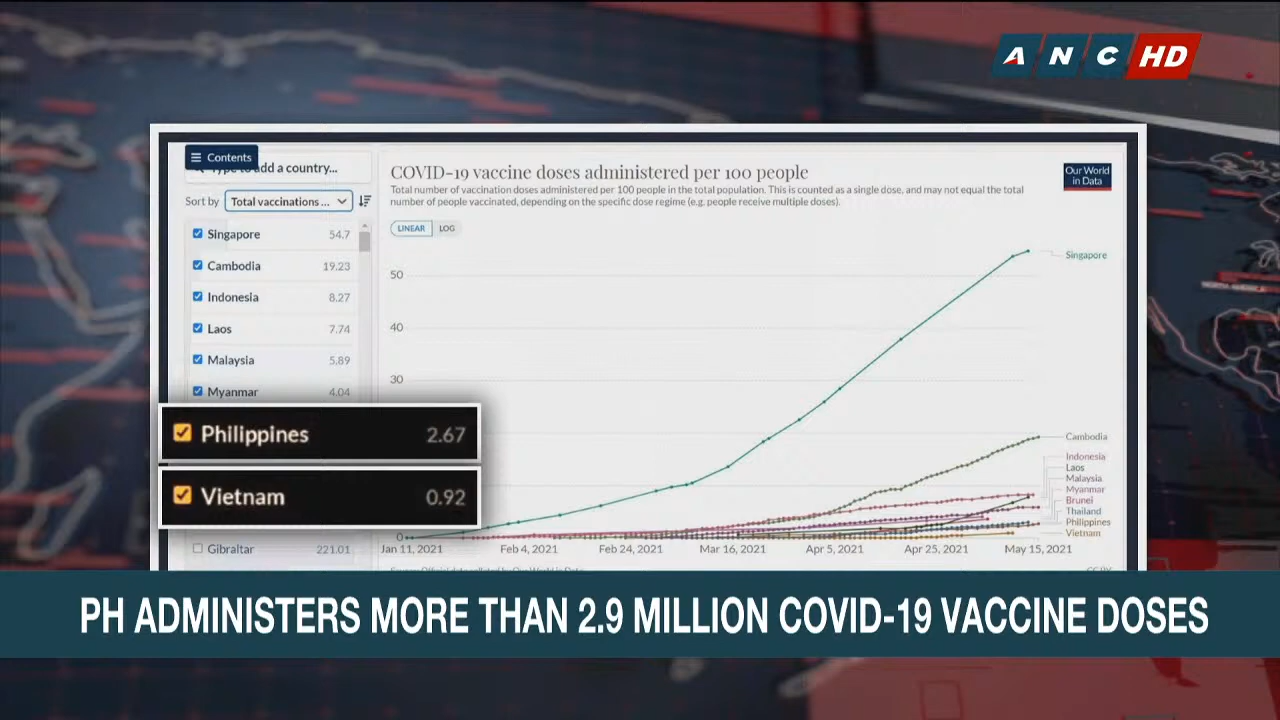 ANC HD
Contents
Type to add a country...
Sort by Total vaccinations ...
Singapore 54.7
Cambodia 19.23
Indonesia 8.27
Laos 7.74
Malaysia 5.89
Myanmar 4.04
Philippines 2.67
Vietnam 0.92
Gibraltar 221.01
COVID-19 vaccine doses administered per 100 people
Total number of vaccination doses administered per 100 people in the total population. This is counted as a single dose, and may not equal the total
number of people vaccinated, depending on the specific dose regime (e.g. people receive multiple doses).
Our World
in Data
LINEAR LOG
50
40
30
0
Singapore
Cambodia
Indonesia
Laos
Malaysia
Myanmar
Brunei
Thailand
Philippines
Vietnam
Jan 11, 2021 Feb 4, 2021 Feb 24, 2021 Mar 16, 2021 Apr 5, 2021 Apr 25, 2021 May 15, 2021
NORTH AMERICA
PH ADMINISTERS MORE THAN 2.9 MILLION COVID-19 VACCINE DOSES